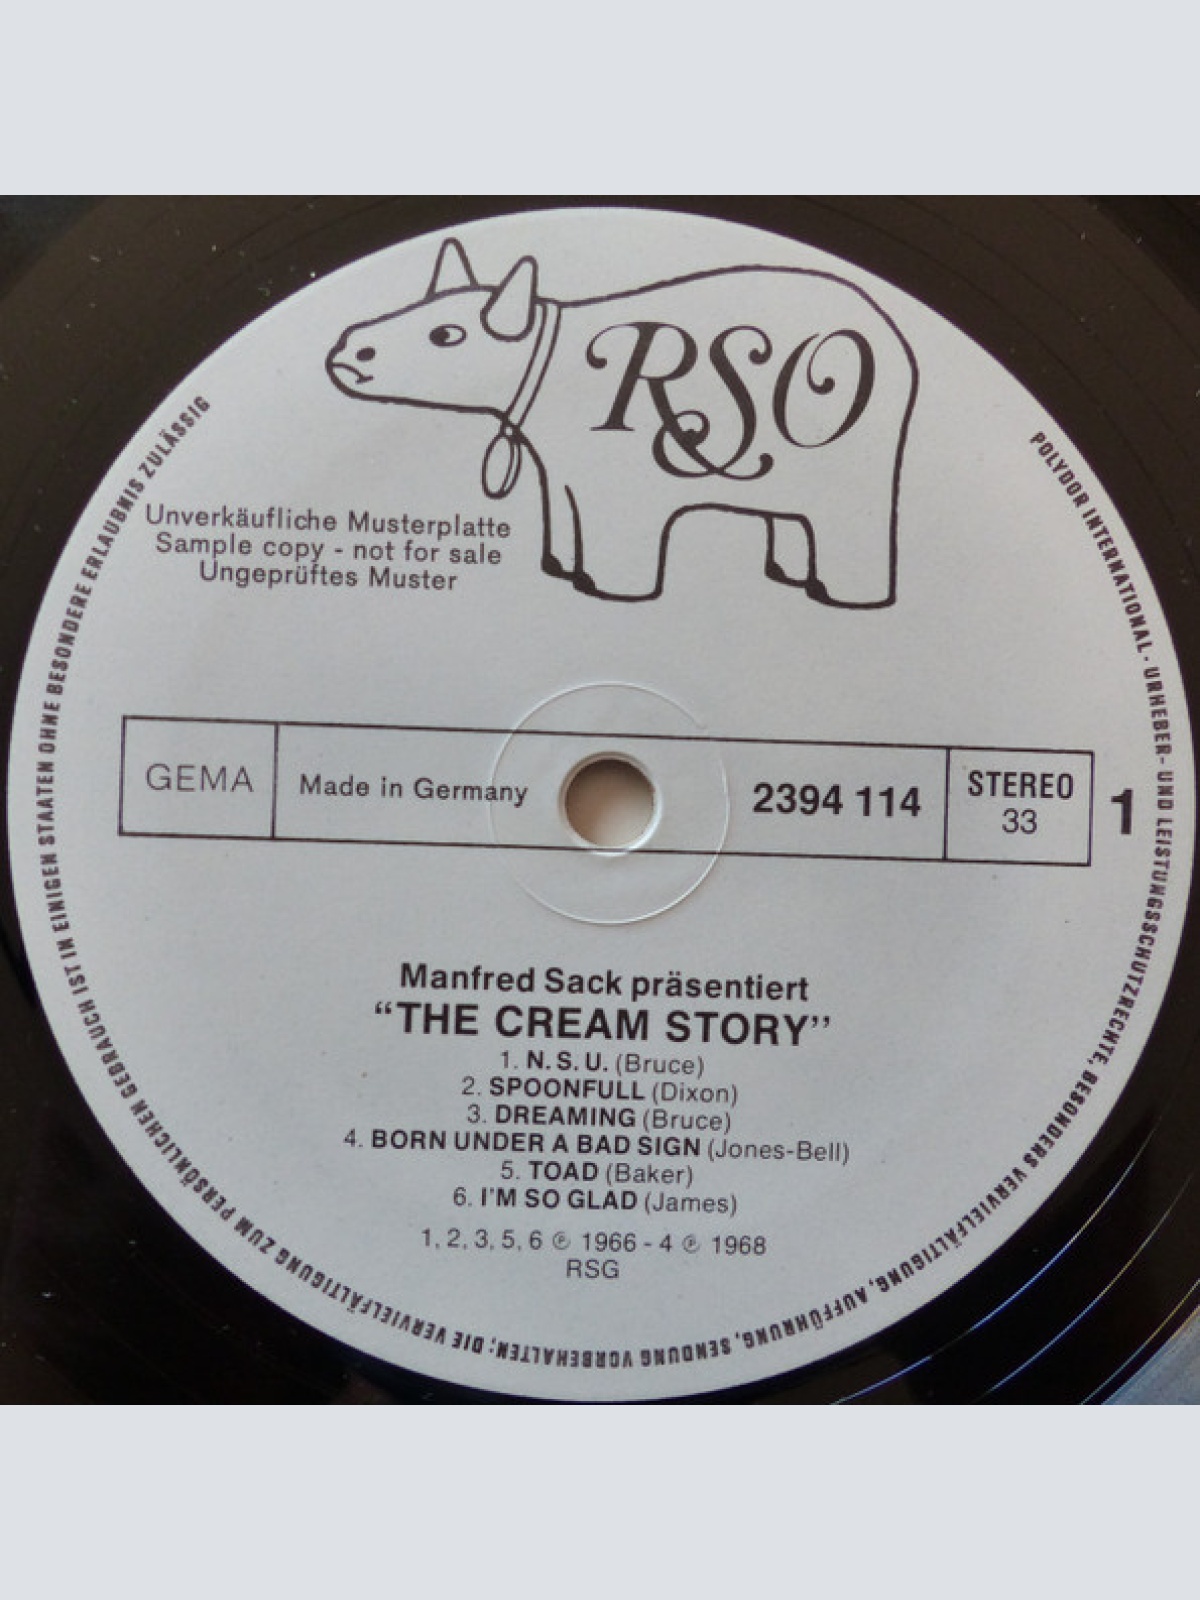 RSO
Unverkäufliche Musterplatte
Sample copy - not for sale
Ungeprüftes Muster
GEMA
Made in Germany
2394 114
STEREO
33
1
Manfred Sack präsentiert
“THE CREAM STORY”
1. N. S. U. (Bruce)
2. SPOONFULL (Dixon)
3. DREAMING (Bruce)
4. BORN UNDER A BAD SIGN (Jones-Bell)
5. TOAD (Baker)
6. I'M SO GLAD (James)
1, 2, 3, 5, 6 ℗ 1966 - 4 ℗ 1968
RSG
POLYDOR INTERNATIONAL · URHEBER- UND LEISTUNGSSCHUTZRECHTE, BESONDERS VERVIELFÄLTIGUNG, AUFFÜHRUNG, SENDUNG VORBEHALTEN; DIE VERVIELFÄLTIGUNG ZUM PERSÖNLICHEN GEBRAUCH IST IN EINIGEN STAATEN OHNE BESONDERE ERLAUBNIS ZULÄSSIG